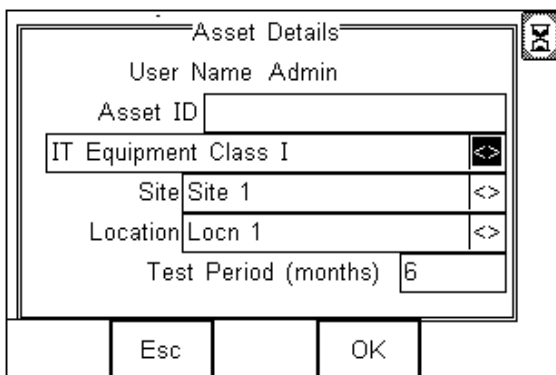 Asset Details
User Name Admin
Asset ID
IT Equipment Class I <>
Site Site 1 <>
Location Locn 1 <>
Test Period (months) 6
Esc OK